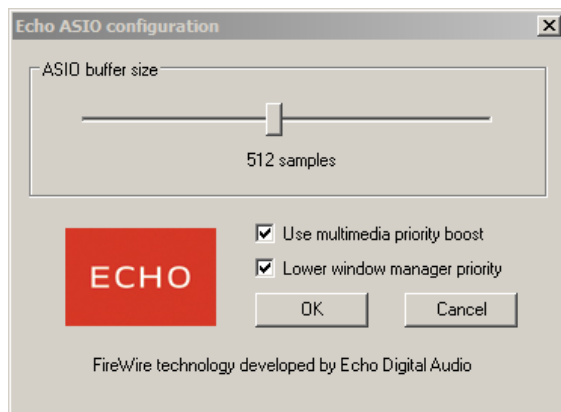 Echo ASIO configuration
ASIO buffer size
512 samples
Use multimedia priority boost
Lower window manager priority
ECHO
OK
Cancel
FireWire technology developed by Echo Digital Audio